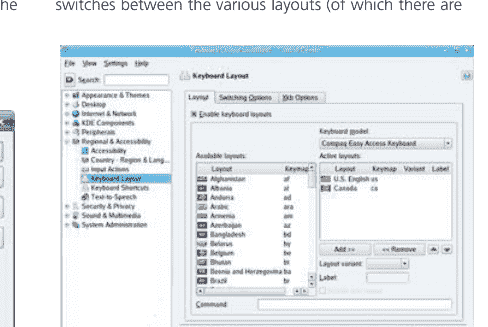 the
switches between the various layouts (of which there are
File View Settings Help
Search:
Keyboard Layout
Appearance & Themes
Desktop
Internet & Network
KDE Components
Peripherals
Regional & Accessibility
Accessibility
Country - Region & Lang...
Input Actions
Keyboard Layout
Keyboard Shortcuts
Text-to-Speech
Security & Privacy
Sound & Multimedia
System Administration
Layout Switching Options Xkb Options
Enable keyboard layouts
Keyboard model:
Compaq Easy Access Keyboard
Available layouts:
Active layouts:
Layout Keymap
Afghanistan af
Albania al
Andorra ad
Arabic ara
Armenia am
Azerbaijan az
Bangladesh bd
Belarus by
Belgium be
Bhutan bt
Bosnia and Herzegovina ba
Brazil br
Layout Keymap Variant Label
U.S. English us
Canada ca
Add >> << Remove
Layout variant:
Label:
Command: